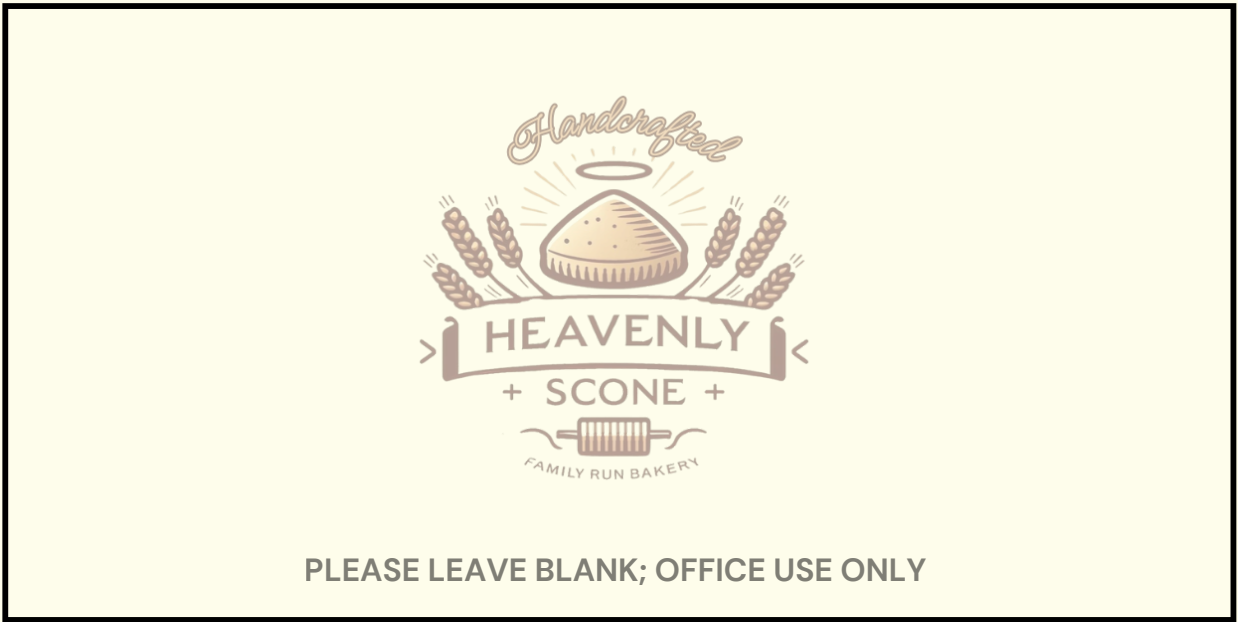 Handcrafted
HEAVENLY
+ SCONE +
FAMILY RUN BAKERY
PLEASE LEAVE BLANK; OFFICE USE ONLY